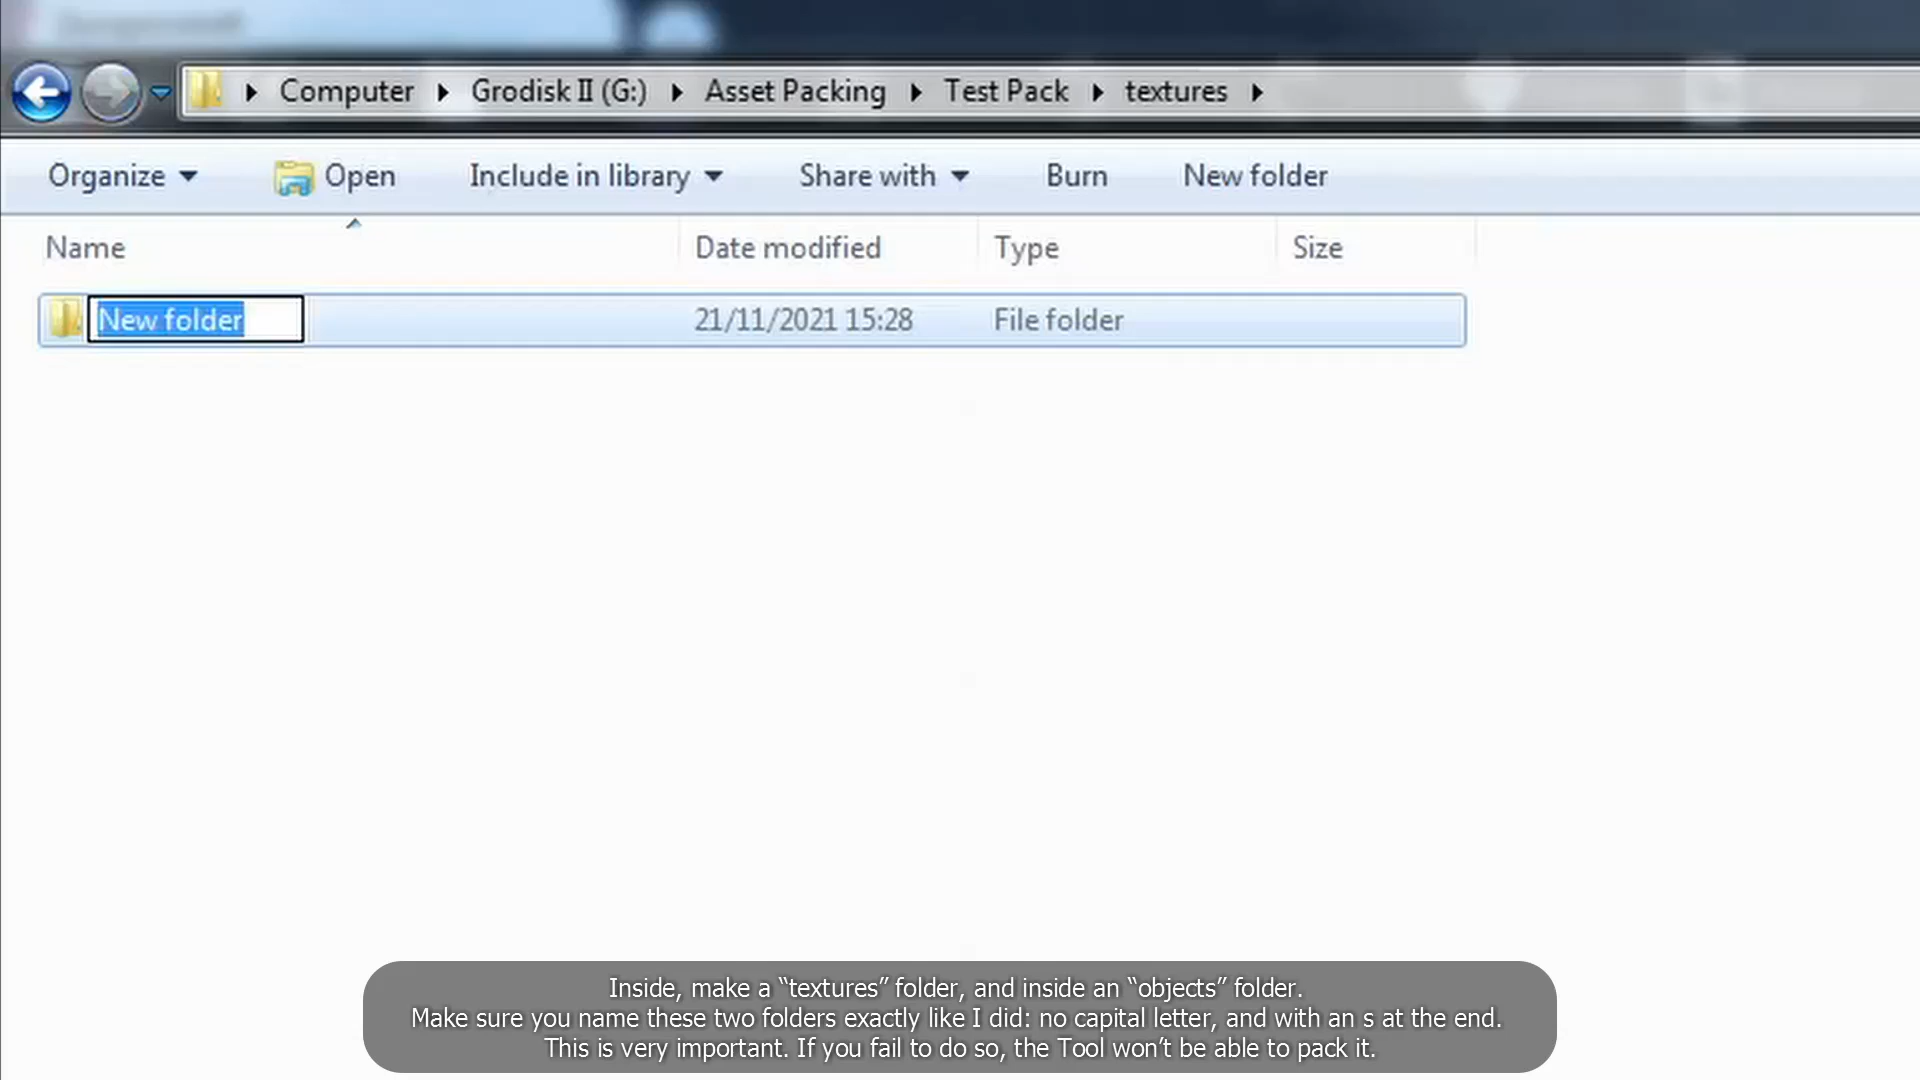 Computer Grodisk II (G:) Asset Packing Test Pack textures
Organize Open Include in library Share with Burn New folder
Name Date modified Type Size
New folder 21/11/2021 15:28 File folder
Inside, make a “textures” folder, and inside an “objects” folder.
Make sure you name these two folders exactly like I did: no capital letter, and with an s at the end.
This is very important. If you fail to do so, the Tool won’t be able to pack it.